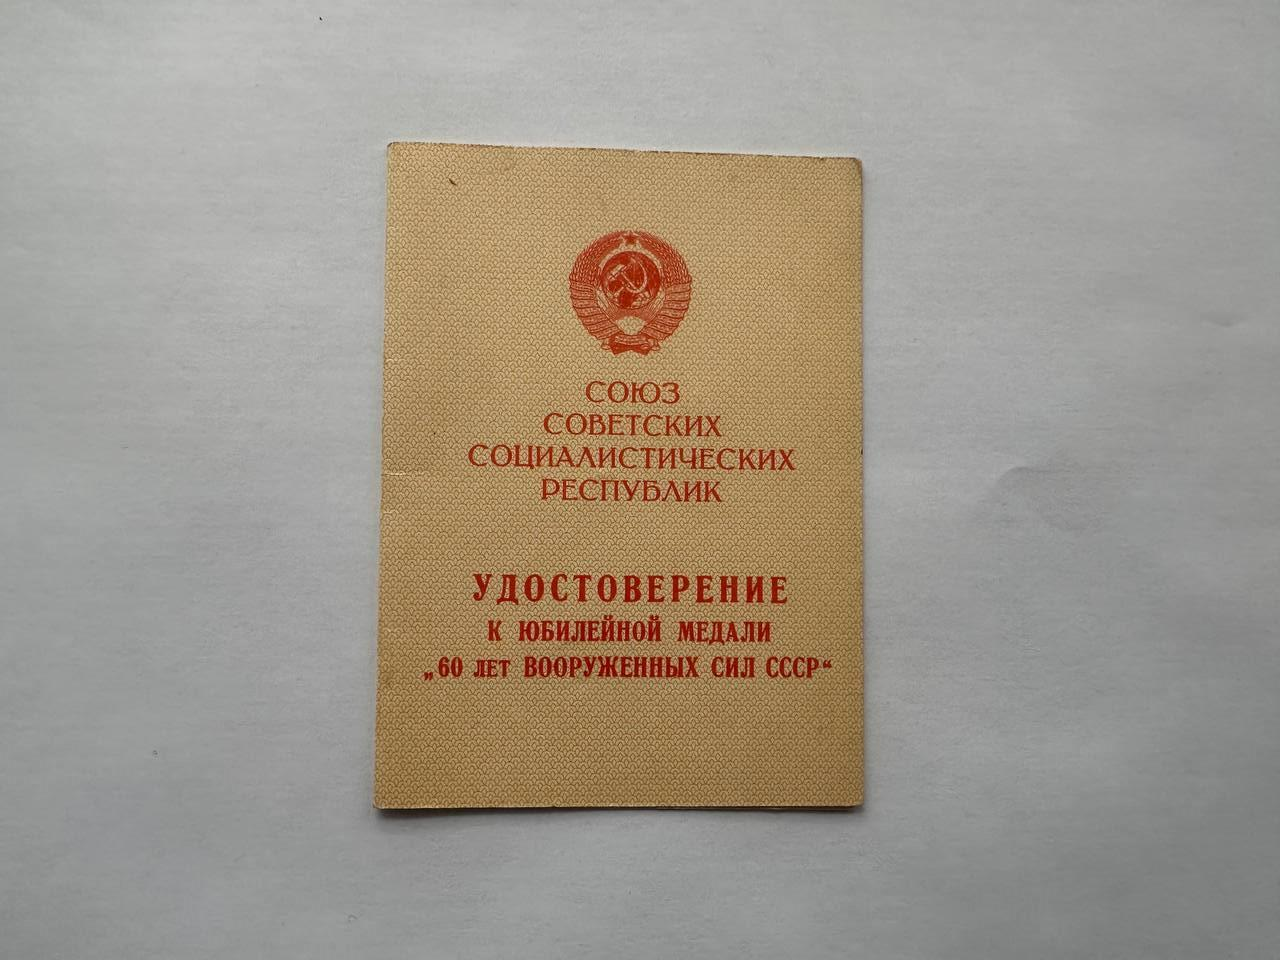 СОЮЗ
СОВЕТСКИХ
СОЦИАЛИСТИЧЕСКИХ
РЕСПУБЛИК
УДОСТОВЕРЕНИЕ
К ЮБИЛЕЙНОЙ МЕДАЛИ
„60 лет ВООРУЖЕННЫХ СИЛ СССР“